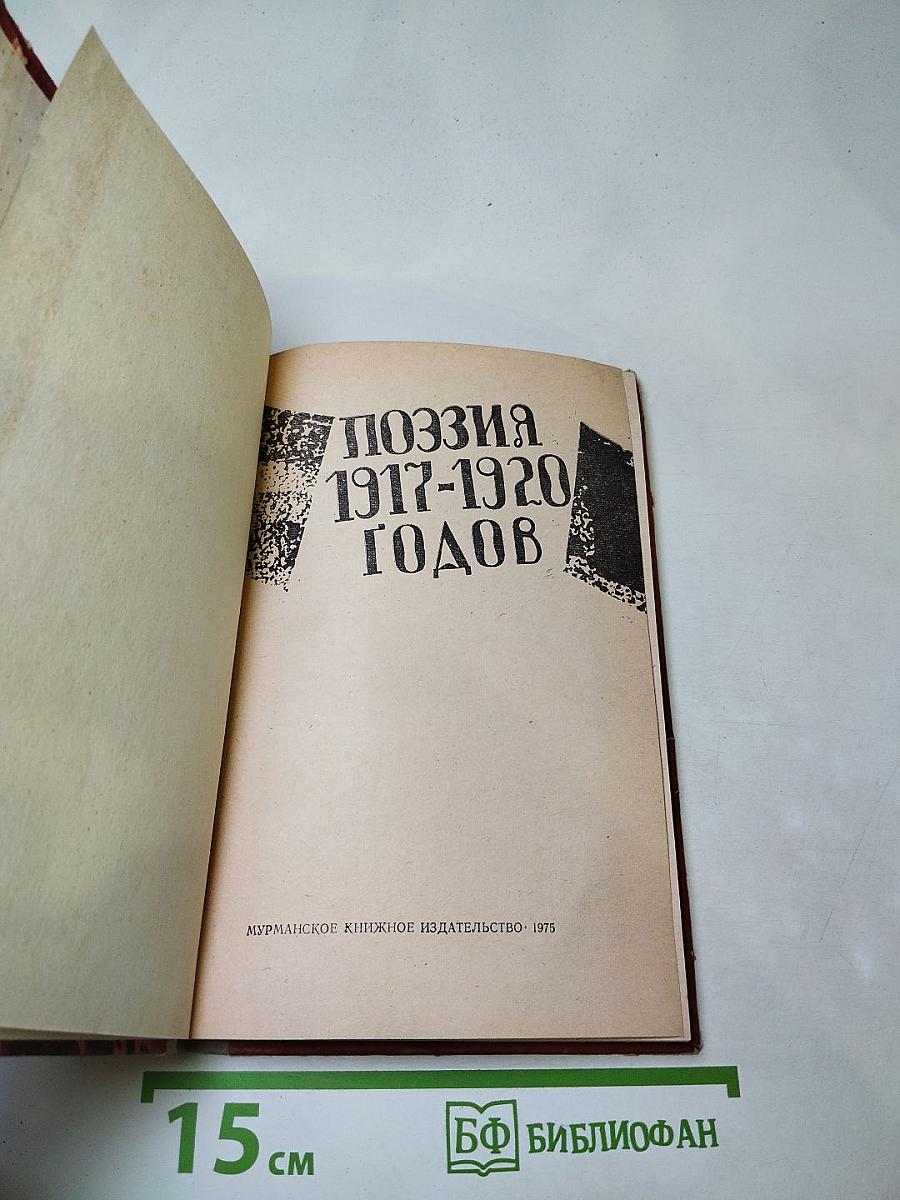 ПОЭЗИЯ
1917-1920
ГОДОВ
МУРМАНСКОЕ КНИЖНОЕ ИЗДАТЕЛЬСТВО · 1975
15 см
БФ БИБЛИОФАН